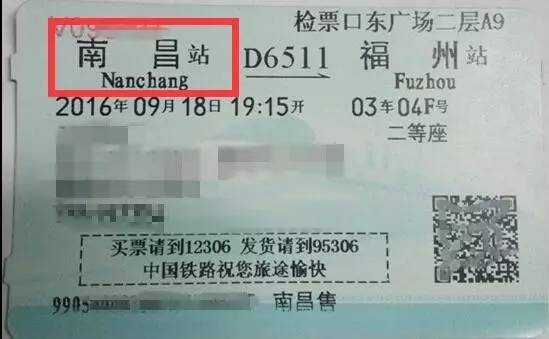 检票口东广场二层A9
南昌站 D6511 福州
Nanchang Fuzhou
2016年09月18日19:15开 03车04F号
二等座
买票请到12306 发货请到95306
中国铁路祝您旅途愉快
南昌售